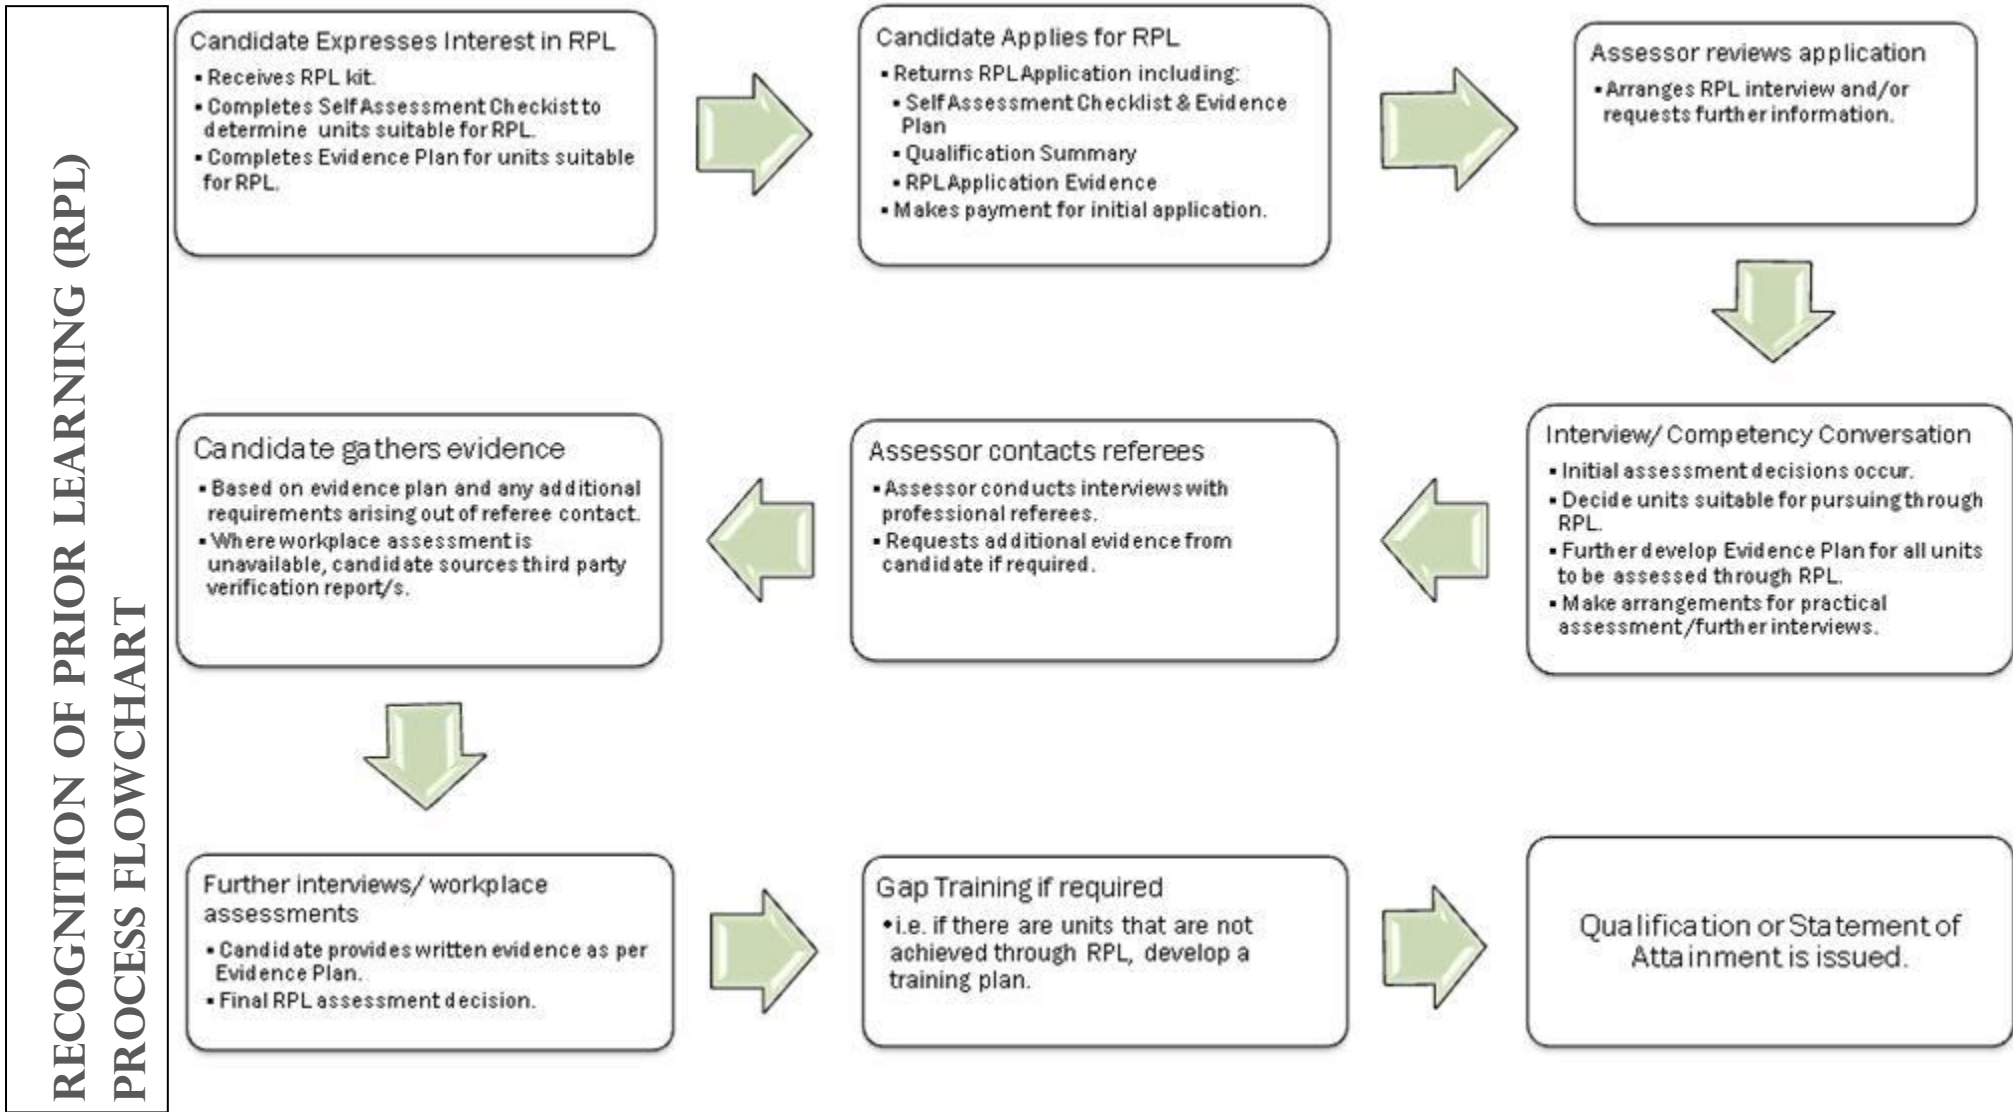 RECOGNITION OF PRIOR LEARNING (RPL)
PROCESS FLOWCHART
Candidate Expresses Interest in RPL
▪ Receives RPL kit.
▪ Completes Self Assessment Checkist to
determine units suitable for RPL.
▪ Completes Evidence Plan for units suitable
for RPL.
Candidate Applies for RPL
▪ Returns RPL Application including:
▪ Self Assessment Checklist & Evidence
Plan
▪ Qualification Summary
▪ RPL Application Evidence
▪ Makes payment for initial application.
Assessor reviews application
▪ Arranges RPL interview and/or
requests further information.
Interview/ Competency Conversation
▪ Initial assessment decisions occur.
▪ Decide units suitable for pursuing through
RPL.
▪ Further develop Evidence Plan for all units
to be assessed through RPL.
▪ Make arrangements for practical
assessment/further interviews.
Assessor contacts referees
▪ Assessor conducts interviews with
professional referees.
▪ Requests additional evidence from
candidate if required.
Candidate gathers evidence
▪ Based on evidence plan and any additional
requirements arising out of referee contact.
▪ Where workplace assessment is
unavailable, candidate sources third party
verification report/s.
Further interviews/ workplace
assessments
▪ Candidate provides written evidence as per
Evidence Plan.
▪ Final RPL assessment decision.
Gap Training if required
• i.e. if there are units that are not
achieved through RPL, develop a
training plan.
Qualification or Statement of
Attainment is issued.